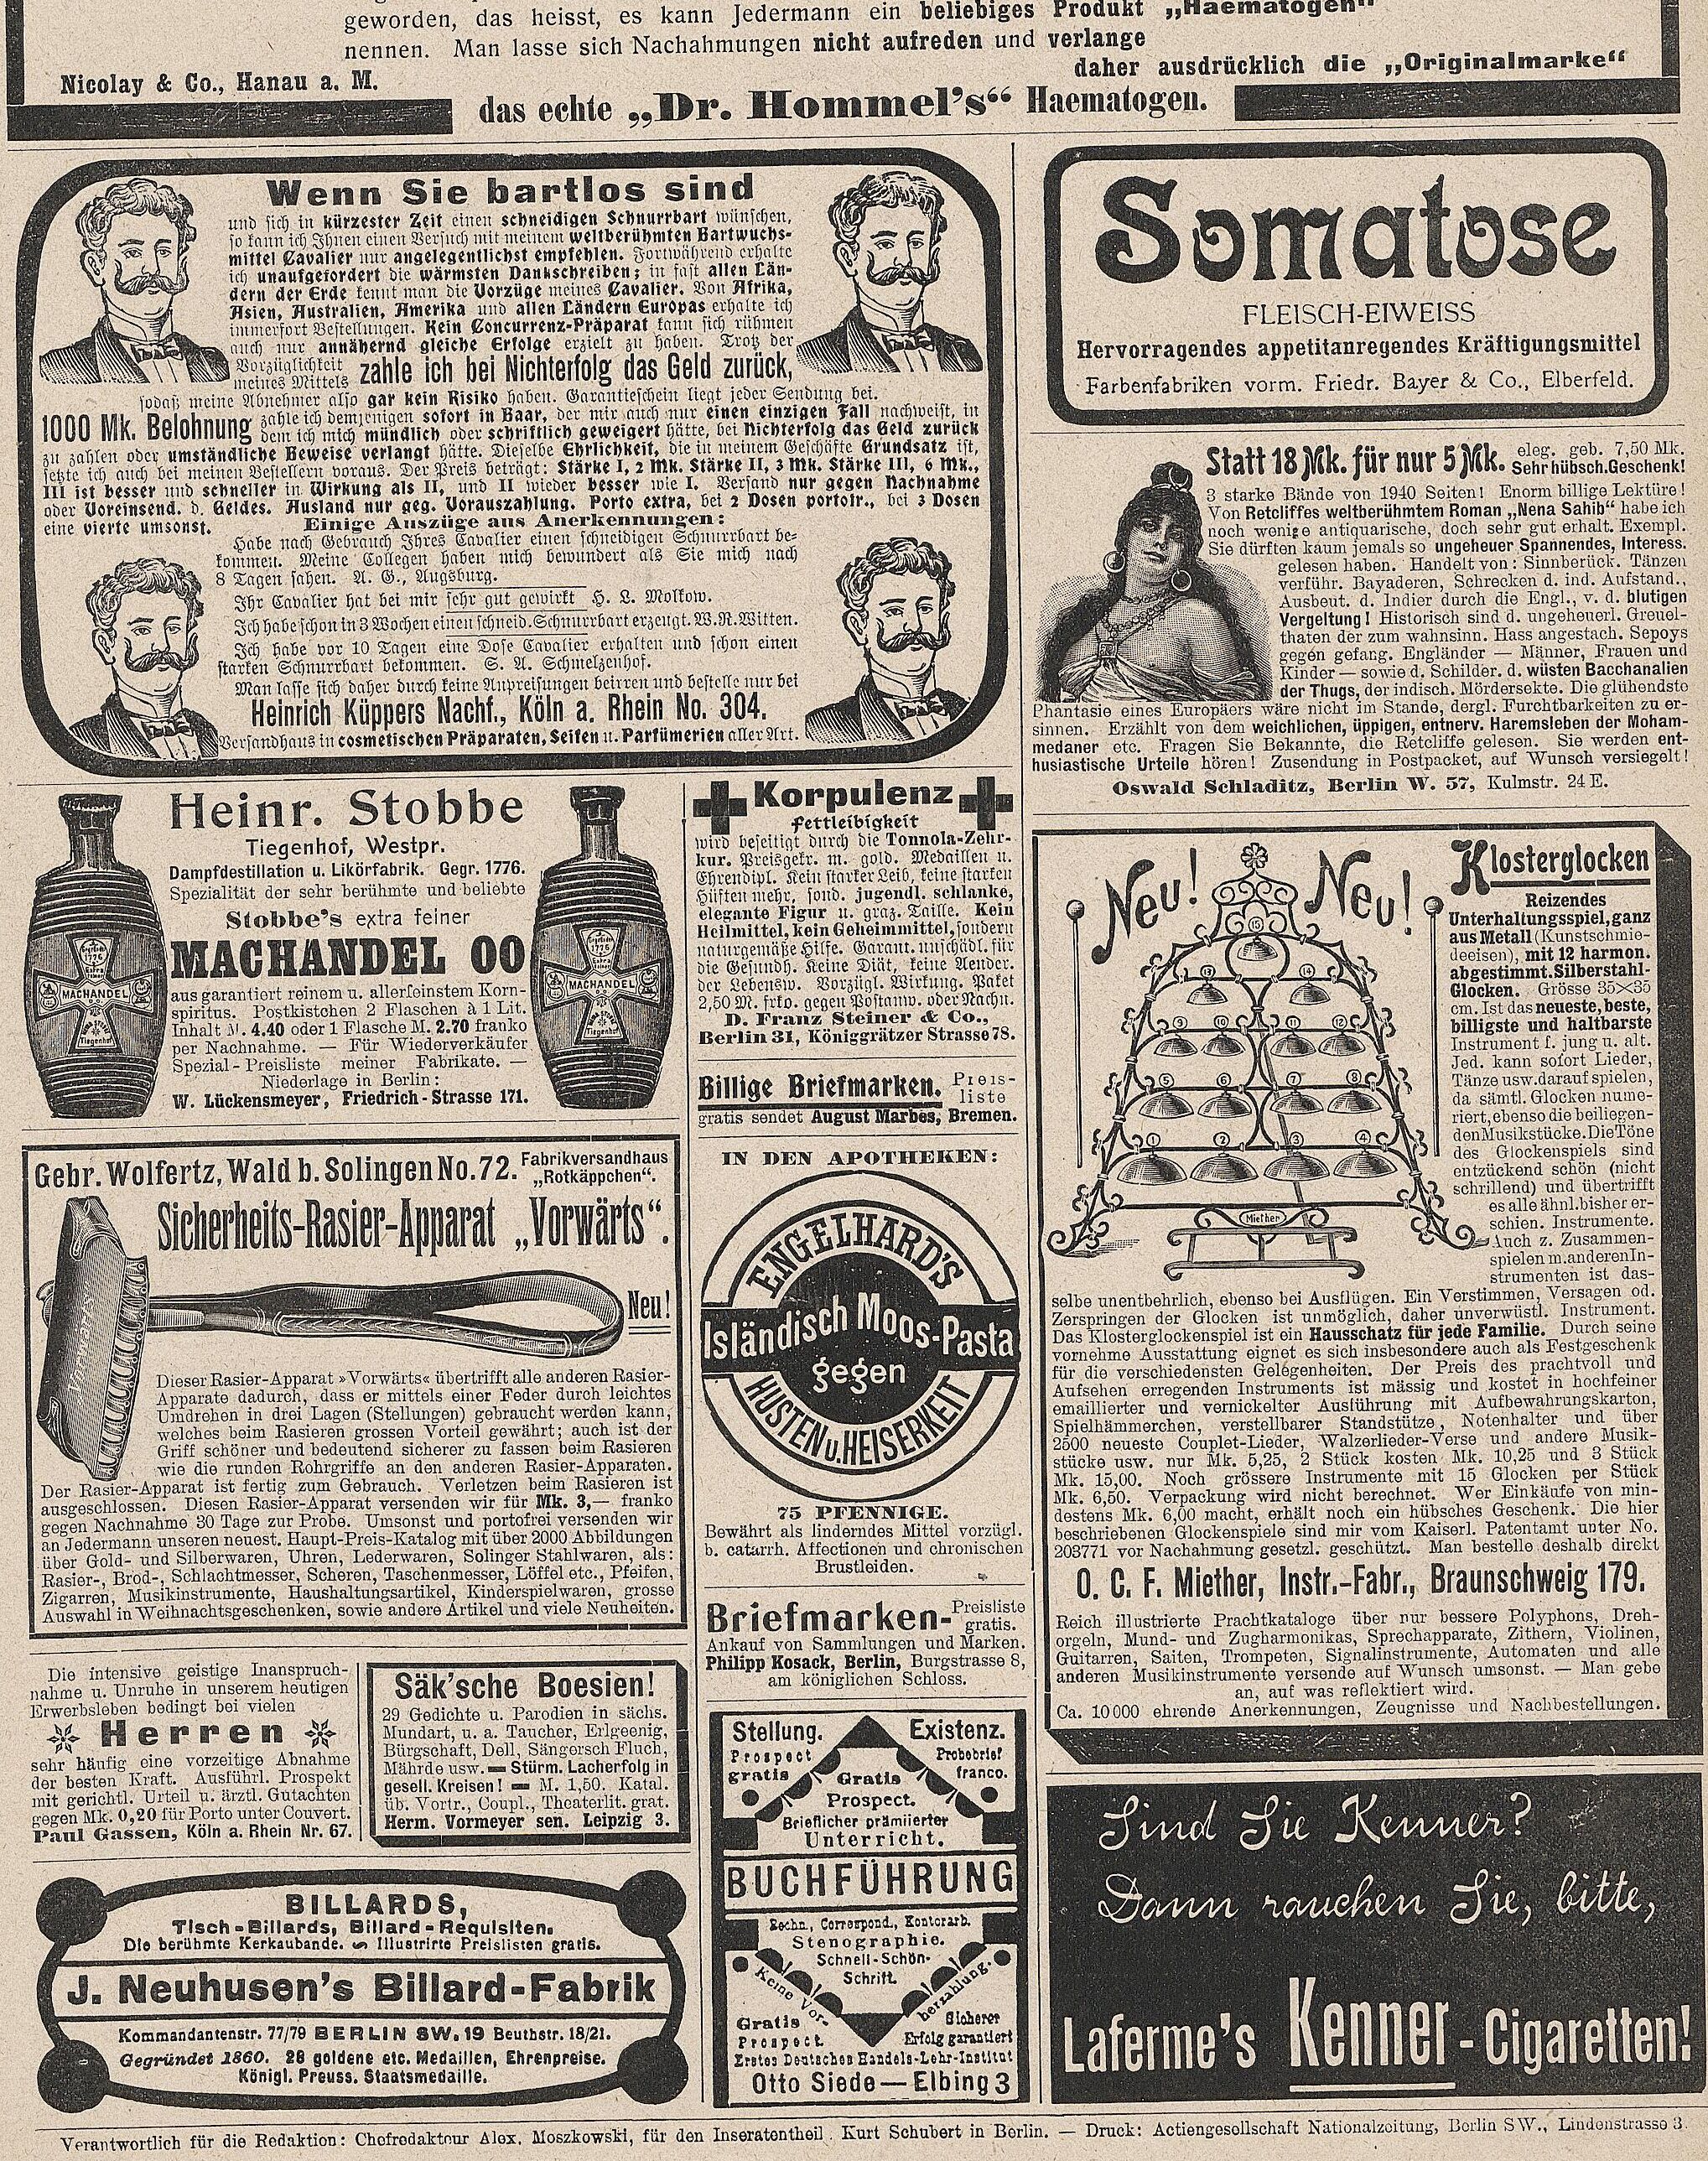 geworden, das heisst, es kann Jedermann ein beliebiges Produkt „Haematogen“
nennen. Man lasse sich Nachahmungen nicht aufreden und verlange
daher ausdrücklich die „Originalmarke“
Nicolay & Co., Hanau a. M.
das echte „Dr. Hommel's“ Haematogen.
Wenn Sie bartlos sind
und sich in kürzester Zeit einen schneidigen Schnurrbart wünschen,
so kann ich Ihnen einen Versuch mit meinem weltberühmten Bartwuchs-
mittel Cavalier nur angelegentlichst empfehlen. Fortwährend erhalte
ich unaufgefordert die wärmsten Dankschreiben; in fast allen Län-
dern der Erde kennt man die Vorzüge meines Cavalier. Von Afrika,
Asien, Australien, Amerika und allen Ländern Europas erhalte ich
immerfort Bestellungen. Kein Concurrenz-Präparat kann sich rühmen
auch nur annähernd gleiche Erfolge erzielt zu haben. Trotz der
Vorzüglichkeit
meines Mittels zahle ich bei Nichterfolg das Geld zurück,
sodaß meine Abnehmer also gar kein Risiko haben. Garantieschein liegt jeder Sendung bei.
1000 Mk. Belohnung zahle ich demjenigen sofort in Baar, der mir auch nur einen einzigen Fall nachweist, in
dem ich mich mündlich oder schriftlich geweigert hätte, bei Nichterfolg das Geld zurück
zu zahlen oder umständliche Beweise verlangt hätte. Dieselbe Ehrlichkeit, die in meinem Geschäfte Grundsatz ist,
setzte ich auch bei meinen Bestellern voraus. Der Preis beträgt: Stärke I, 2 Mk. Stärke II, 3 Mk. Stärke III, 6 Mk.,
III ist besser und schneller in Wirkung als II, und II wieder besser wie I. Versand nur gegen Nachnahme
oder Voreinsend. d. Geldes. Ausland nur geg. Vorauszahlung. Porto extra, bei 2 Dosen portofr., bei 3 Dosen
eine vierte umsonst.
Einige Auszüge aus Anerkennungen:
Habe nach Gebrauch Ihres Cavalier einen schneidigen Schnurrbart be-
kommen. Meine Collegen haben mich bewundert als Sie mich nach
8 Tagen sahen. A. G., Augsburg.
Ihr Cavalier hat bei mir sehr gut gewirkt H. L. Molkow.
Ich habe schon in 3 Wochen einen schneid. Schnurrbart erzeugt. W. R. Witten.
Ich habe vor 10 Tagen eine Dose Cavalier erhalten und schon einen
starken Schnurrbart bekommen. S. A. Schmelzenhof.
Man lasse sich daher durch keine Anpreisungen beirren und bestelle nur bei
Heinrich Küppers Nachf., Köln a. Rhein No. 304.
Versandhaus in cosmetischen Präparaten, Seifen u. Parfümerien aller Art.
Somatose
FLEISCH-EIWEISS
Hervorragendes appetitanregendes Kräftigungsmittel
Farbenfabriken vorm. Friedr. Bayer & Co., Elberfeld.
Statt 18 Mk. für nur 5 Mk. eleg. geb. 7,50 Mk.
Sehr hübsch. Geschenk!
3 starke Bände von 1940 Seiten! Enorm billige Lektüre!
Von Retcliffes weltberühmtem Roman „Nena Sahib“ habe ich
noch wenige antiquarische, doch sehr gut erhalt. Exempl.
Sie dürften kaum jemals so ungeheuer Spannendes, Interess.
gelesen haben. Handelt von: Sinnberück. Tänzen
verführ. Bayaderen, Schrecken d. ind. Aufstand.,
Ausbeut. d. Indier durch die Engl., v. d. blutigen
Vergeltung! Historisch sind d. ungeheuerl. Greuel-
thaten der zum wahnsinn. Hass angestach. Sepoys
gegen gefang. Engländer — Männer, Frauen und
Kinder — sowie d. Schilder. d. wüsten Bacchanalien
der Thugs, der indisch. Mördersekte. Die glühendste
Phantasie eines Europäers wäre nicht im Stande, dergl. Furchtbarkeiten zu er-
sinnen. Erzählt von dem weichlichen, üppigen, entnerv. Haremsleben der Moham-
medaner etc. Fragen Sie Bekannte, die Retcliffe gelesen. Sie werden ent-
husiastische Urteile hören! Zusendung in Postpacket, auf Wunsch versiegelt!
Oswald Schladitz, Berlin W. 57, Kulmstr. 24 E.
Heinr. Stobbe
Tiegenhof, Westpr.
Dampfdestillation u. Likörfabrik. Gegr. 1776.
Spezialität der sehr berühmte und beliebte
Stobbe's extra feiner
MACHANDEL 00
aus garantiert reinem u. allerfeinstem Korn-
spiritus. Postkistchen 2 Flaschen à 1 Lit.
Inhalt M. 4.40 oder 1 Flasche M. 2.70 franko
per Nachnahme. — Für Wiederverkäufer
Spezial-Preisliste meiner Fabrikate. —
Niederlage in Berlin:
W. Lückensmeyer, Friedrich-Strasse 171.
MACHANDEL
Tiegenhof
MACHANDEL
Tiegenhof
Korpulenz
Fettleibigkeit
wird beseitigt durch die Tonnola-Zehr-
kur. Preisgekr. m. gold. Medaillen u.
Ehrendipl. Kein starker Leib, keine starken
Hüften mehr, sond. jugendl. schlanke,
elegante Figur u. graz. Taille. Kein
Heilmittel, kein Geheimmittel, sondern
naturgemäße Hilfe. Garant. unschädl. für
die Gesundh. Keine Diät, keine Aender.
der Lebensw. Vorzügl. Wirkung. Paket
2,50 M. frko. gegen Postanw. oder Nachn.
D. Franz Steiner & Co.,
Berlin 31, Königgrätzer Strasse 78.
Billige Briefmarken. Preis-
liste
gratis sendet August Marbes, Bremen.
Neu! Neu!
Klosterglocken
Reizendes
Unterhaltungsspiel, ganz
aus Metall (Kunstschmie-
deeisen), mit 12 harmon.
abgestimmt. Silberstahl-
Glocken. Grösse 35×35
cm. Ist das neueste, beste,
billigste und haltbarste
Instrument f. jung u. alt.
Jed. kann sofort Lieder,
Tänze usw. darauf spielen,
da sämtl. Glocken nume-
riert, ebenso die beiliegen-
den Musikstücke. Die Töne
des Glockenspiels sind
entzückend schön (nicht
schrillend) und übertrifft
es alle ähnl. bisher er-
schien. Instrumente.
Auch z. Zusammen-
spielen m. anderen In-
strumenten ist das-
selbe unentbehrlich, ebenso bei Ausflügen. Ein Verstimmen, Versagen od.
Zerspringen der Glocken ist unmöglich, daher unverwüstl. Instrument.
Das Klosterglockenspiel ist ein Hausschatz für jede Familie. Durch seine
vornehme Ausstattung eignet es sich insbesondere auch als Festgeschenk
für die verschiedensten Gelegenheiten. Der Preis des prachtvoll und
Aufsehen erregenden Instruments ist mässig und kostet in hochfeiner
emaillierter und vernickelter Ausführung mit Aufbewahrungskarton,
Spielhämmerchen, verstellbarer Standstütze, Notenhalter und über
2500 neueste Couplet-Lieder, Walzerlieder-Verse und andere Musik-
stücke usw. nur Mk. 5,25, 2 Stück kosten Mk. 10,25 und 3 Stück
Mk. 15,00. Noch grössere Instrumente mit 15 Glocken per Stück
Mk. 6,50. Verpackung wird nicht berechnet. Wer Einkäufe von min-
destens Mk. 6,00 macht, erhält noch ein hübsches Geschenk. Die hier
beschriebenen Glockenspiele sind mir vom Kaiserl. Patentamt unter No.
203771 vor Nachahmung gesetzl. geschützt. Man bestelle deshalb direkt
O. C. F. Miether, Instr.-Fabr., Braunschweig 179.
Reich illustrierte Prachtkataloge über nur bessere Polyphons, Dreh-
orgeln, Mund- und Zugharmonikas, Sprechapparate, Zithern, Violinen,
Guitarren, Saiten, Trompeten, Signalinstrumente, Automaten und alle
anderen Musikinstrumente versende auf Wunsch umsonst. — Man gebe
an, auf was reflektiert wird.
Ca. 10000 ehrende Anerkennungen, Zeugnisse und Nachbestellungen.
15
13 14
9 10 11 12
5 6 7 8
1 2 3 4
Miether
Gebr. Wolfertz, Wald b. Solingen No. 72. Fabrikversandhaus
„Rotkäppchen“.
Sicherheits-Rasier-Apparat „Vorwärts“.
Neu!
Vorwärts
Dieser Rasier-Apparat »Vorwärts« übertrifft alle anderen Rasier-
Apparate dadurch, dass er mittels einer Feder durch leichtes
Umdrehen in drei Lagen (Stellungen) gebraucht werden kann,
welches beim Rasieren grossen Vorteil gewährt; auch ist der
Griff schöner und bedeutend sicherer zu fassen beim Rasieren
wie die runden Rohrgriffe an den anderen Rasier-Apparaten.
Der Rasier-Apparat ist fertig zum Gebrauch. Verletzen beim Rasieren ist
ausgeschlossen. Diesen Rasier-Apparat versenden wir für Mk. 3,— franko
gegen Nachnahme 30 Tage zur Probe. Umsonst und portofrei versenden wir
an Jedermann unseren neuest. Haupt-Preis-Katalog mit über 2000 Abbildungen
über Gold- und Silberwaren, Uhren, Lederwaren, Solinger Stahlwaren, als:
Rasier-, Brod-, Schlachtmesser, Scheren, Taschenmesser, Löffel etc., Pfeifen,
Zigarren, Musikinstrumente, Haushaltungsartikel, Kinderspielwaren, grosse
Auswahl in Weihnachtsgeschenken, sowie andere Artikel und viele Neuheiten.
IN DEN APOTHEKEN:
ENGELHARD'S
Isländisch Moos-Pasta
gegen
HUSTEN u. HEISERKEIT
75 PFENNIGE.
Bewährt als linderndes Mittel vorzügl.
b. catarrh. Affectionen und chronischen
Brustleiden.
Briefmarken- Preisliste
gratis.
Ankauf von Sammlungen und Marken.
Philipp Kosack, Berlin, Burgstrasse 8,
am königlichen Schloss.
Die intensive geistige Inanspruch-
nahme u. Unruhe in unserem heutigen
Erwerbsleben bedingt bei vielen
Herren
sehr häufig eine vorzeitige Abnahme
der besten Kraft. Ausführl. Prospekt
mit gerichtl. Urteil u. ärztl. Gutachten
gegen Mk. 0,20 für Porto unter Couvert.
Paul Gassen, Köln a. Rhein Nr. 67.
Säk'sche Boesien!
29 Gedichte u. Parodien in sächs.
Mundart, u. a. Taucher, Erlgeenig,
Bürgschaft, Dell, Sängersch Fluch,
Mährde usw. — Stürm. Lacherfolg in
gesell. Kreisen! — M. 1,50. Katal.
üb. Vortr., Coupl., Theaterlit. grat.
Herm. Vormeyer sen. Leipzig 3.
Stellung. Existenz.
Prospect
gratis
Probebrief
franco.
Gratis
Prospect.
Brieflicher prämiierter
Unterricht.
BUCHFÜHRUNG
Rechn., Correspond., Kontorarb.
Stenographie.
Schnell-Schön-
Schrift.
Keine Vor-
herzahlung.
Gratis
Prospect.
Sicherer
Erfolg garantiert
Erstes Deutsches Handels-Lehr-Institut
Otto Siede — Elbing 3
BILLARDS,
Tisch-Billards, Billard-Requisiten.
Die berühmte Kerkaubande. Illustrirte Preislisten gratis.
J. Neuhusen's Billard-Fabrik
Kommandantenstr. 77/79 BERLIN SW. 19 Beuthstr. 18/21.
Gegründet 1860. 28 goldene etc. Medaillen, Ehrenpreise.
Königl. Preuss. Staatsmedaille.
Sind Sie Kenner?
Dann rauchen Sie, bitte,
Laferme's Kenner-Cigaretten!
Verantwortlich für die Redaktion: Chefredakteur Alex. Moszkowski, für den Inseratentheil: Kurt Schubert in Berlin. — Druck: Actiengesellschaft Nationalzeitung, Berlin SW., Lindenstrasse 3